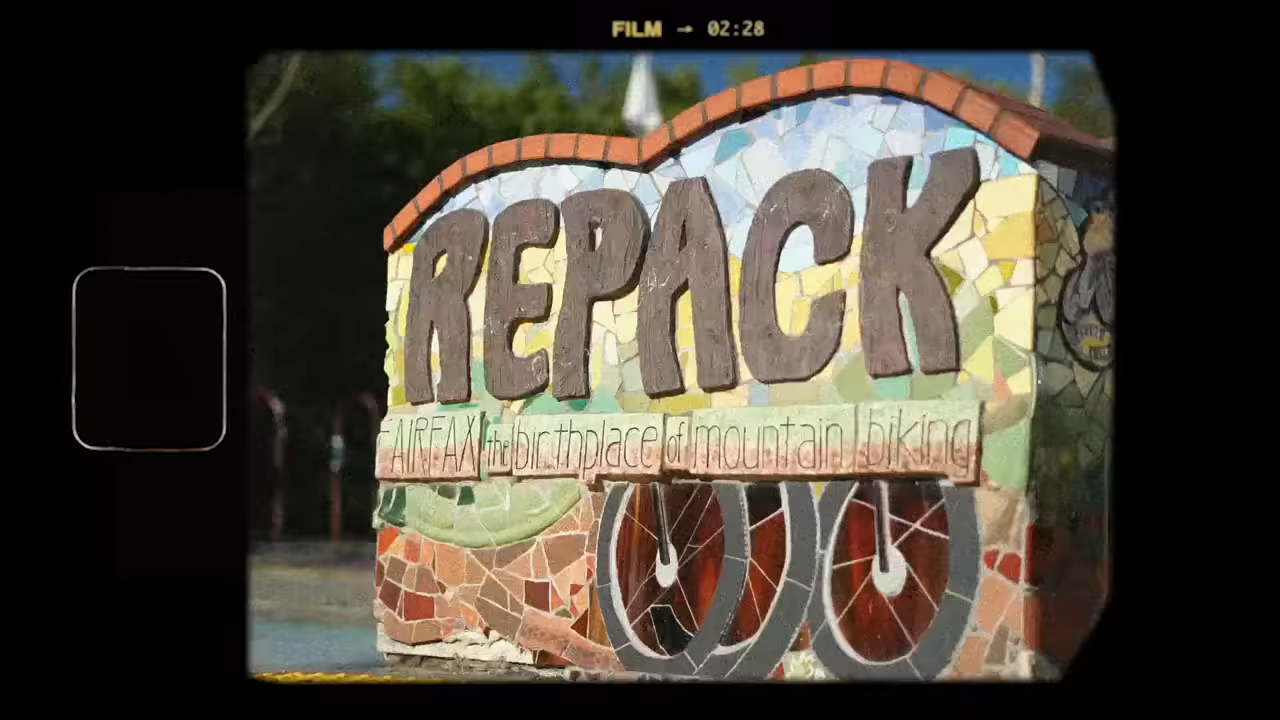 FILM → 02:28
REPACK
FAIRFAX the birthplace of mountain biking